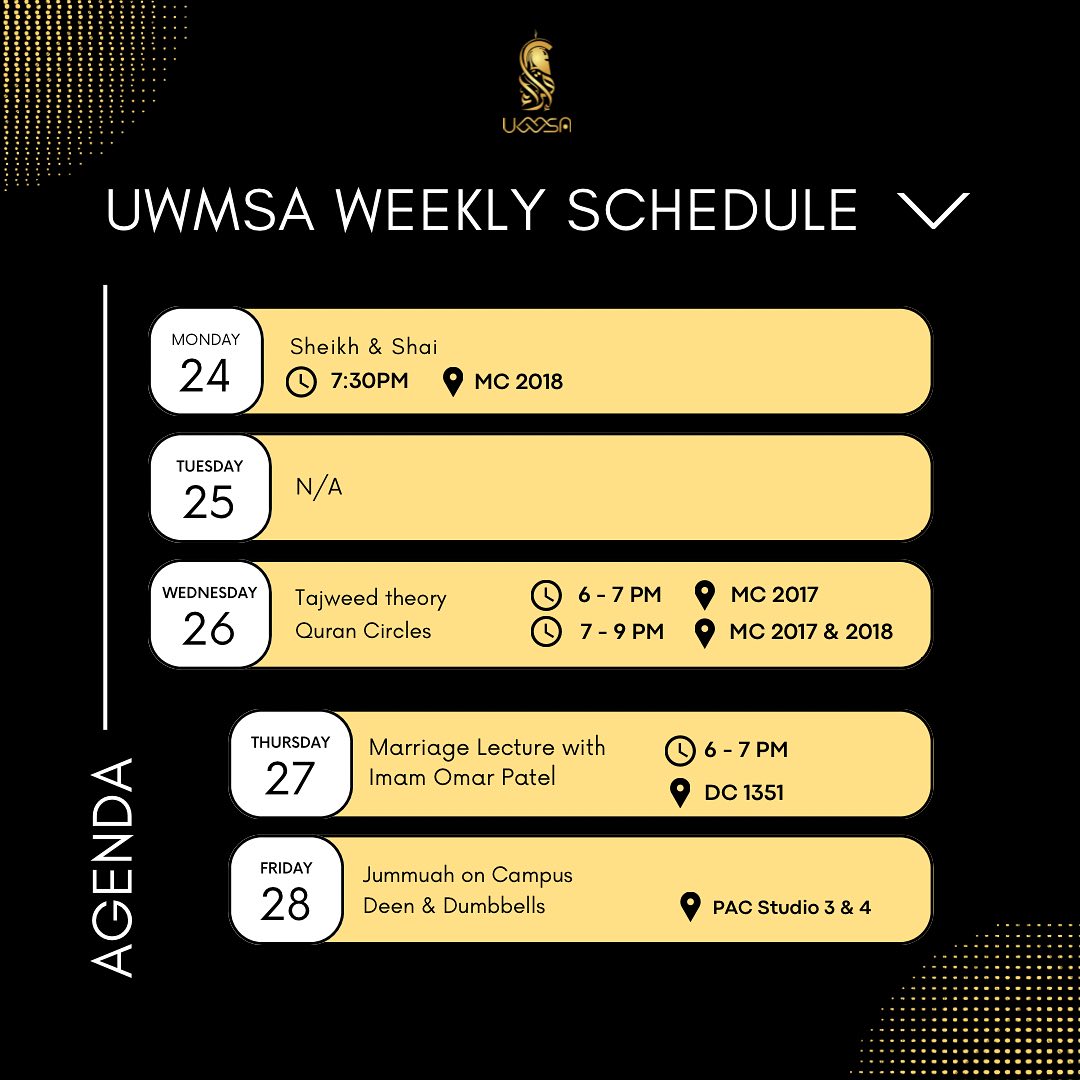 UWMSA
UWMSA WEEKLY SCHEDULE
AGENDA
MONDAY
24
Sheikh & Shai
7:30PM MC 2018
TUESDAY
25
N/A
WEDNESDAY
26
Tajweed theory 6 - 7 PM MC 2017
Quran Circles 7 - 9 PM MC 2017 & 2018
THURSDAY
27
Marriage Lecture with
Imam Omar Patel
6 - 7 PM
DC 1351
FRIDAY
28
Jummuah on Campus
Deen & Dumbbells PAC Studio 3 & 4